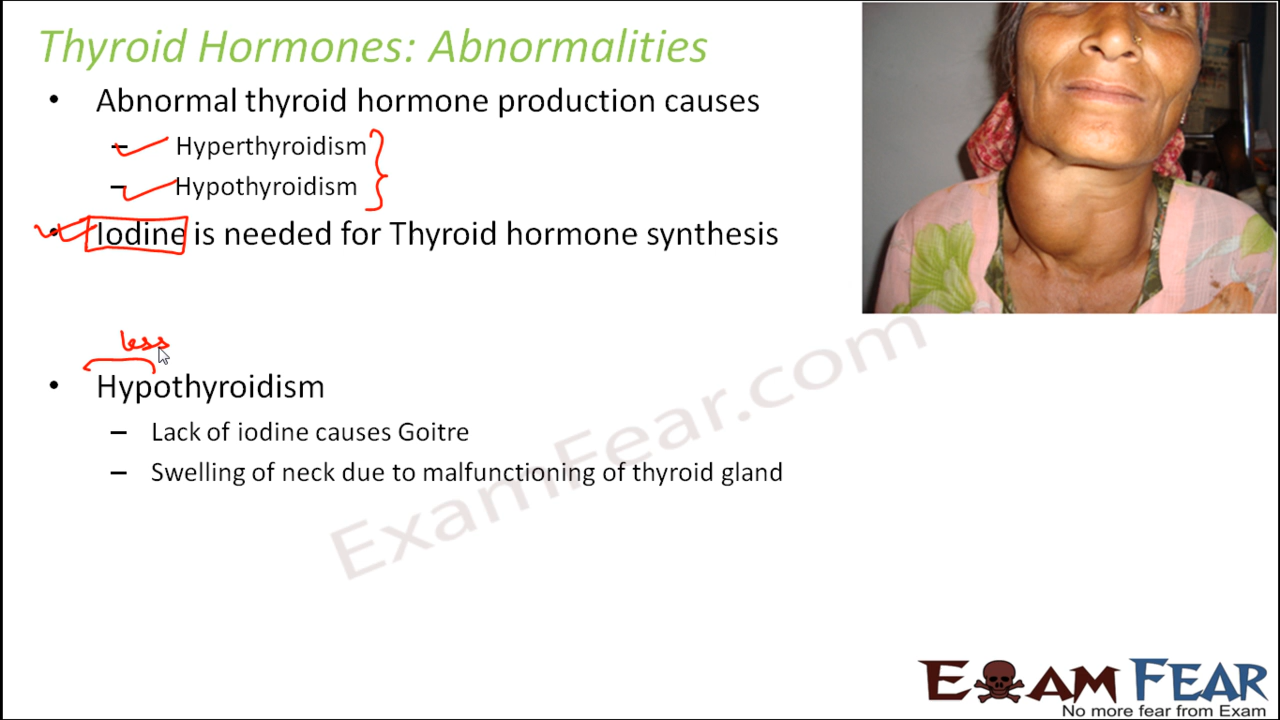 Thyroid Hormones: Abnormalities
• Abnormal thyroid hormone production causes
– Hyperthyroidism
– Hypothyroidism
• Iodine is needed for Thyroid hormone synthesis
less
• Hypothyroidism
– Lack of iodine causes Goitre
– Swelling of neck due to malfunctioning of thyroid gland
ExamFear.com
EXAM FEAR
No more fear from Exam